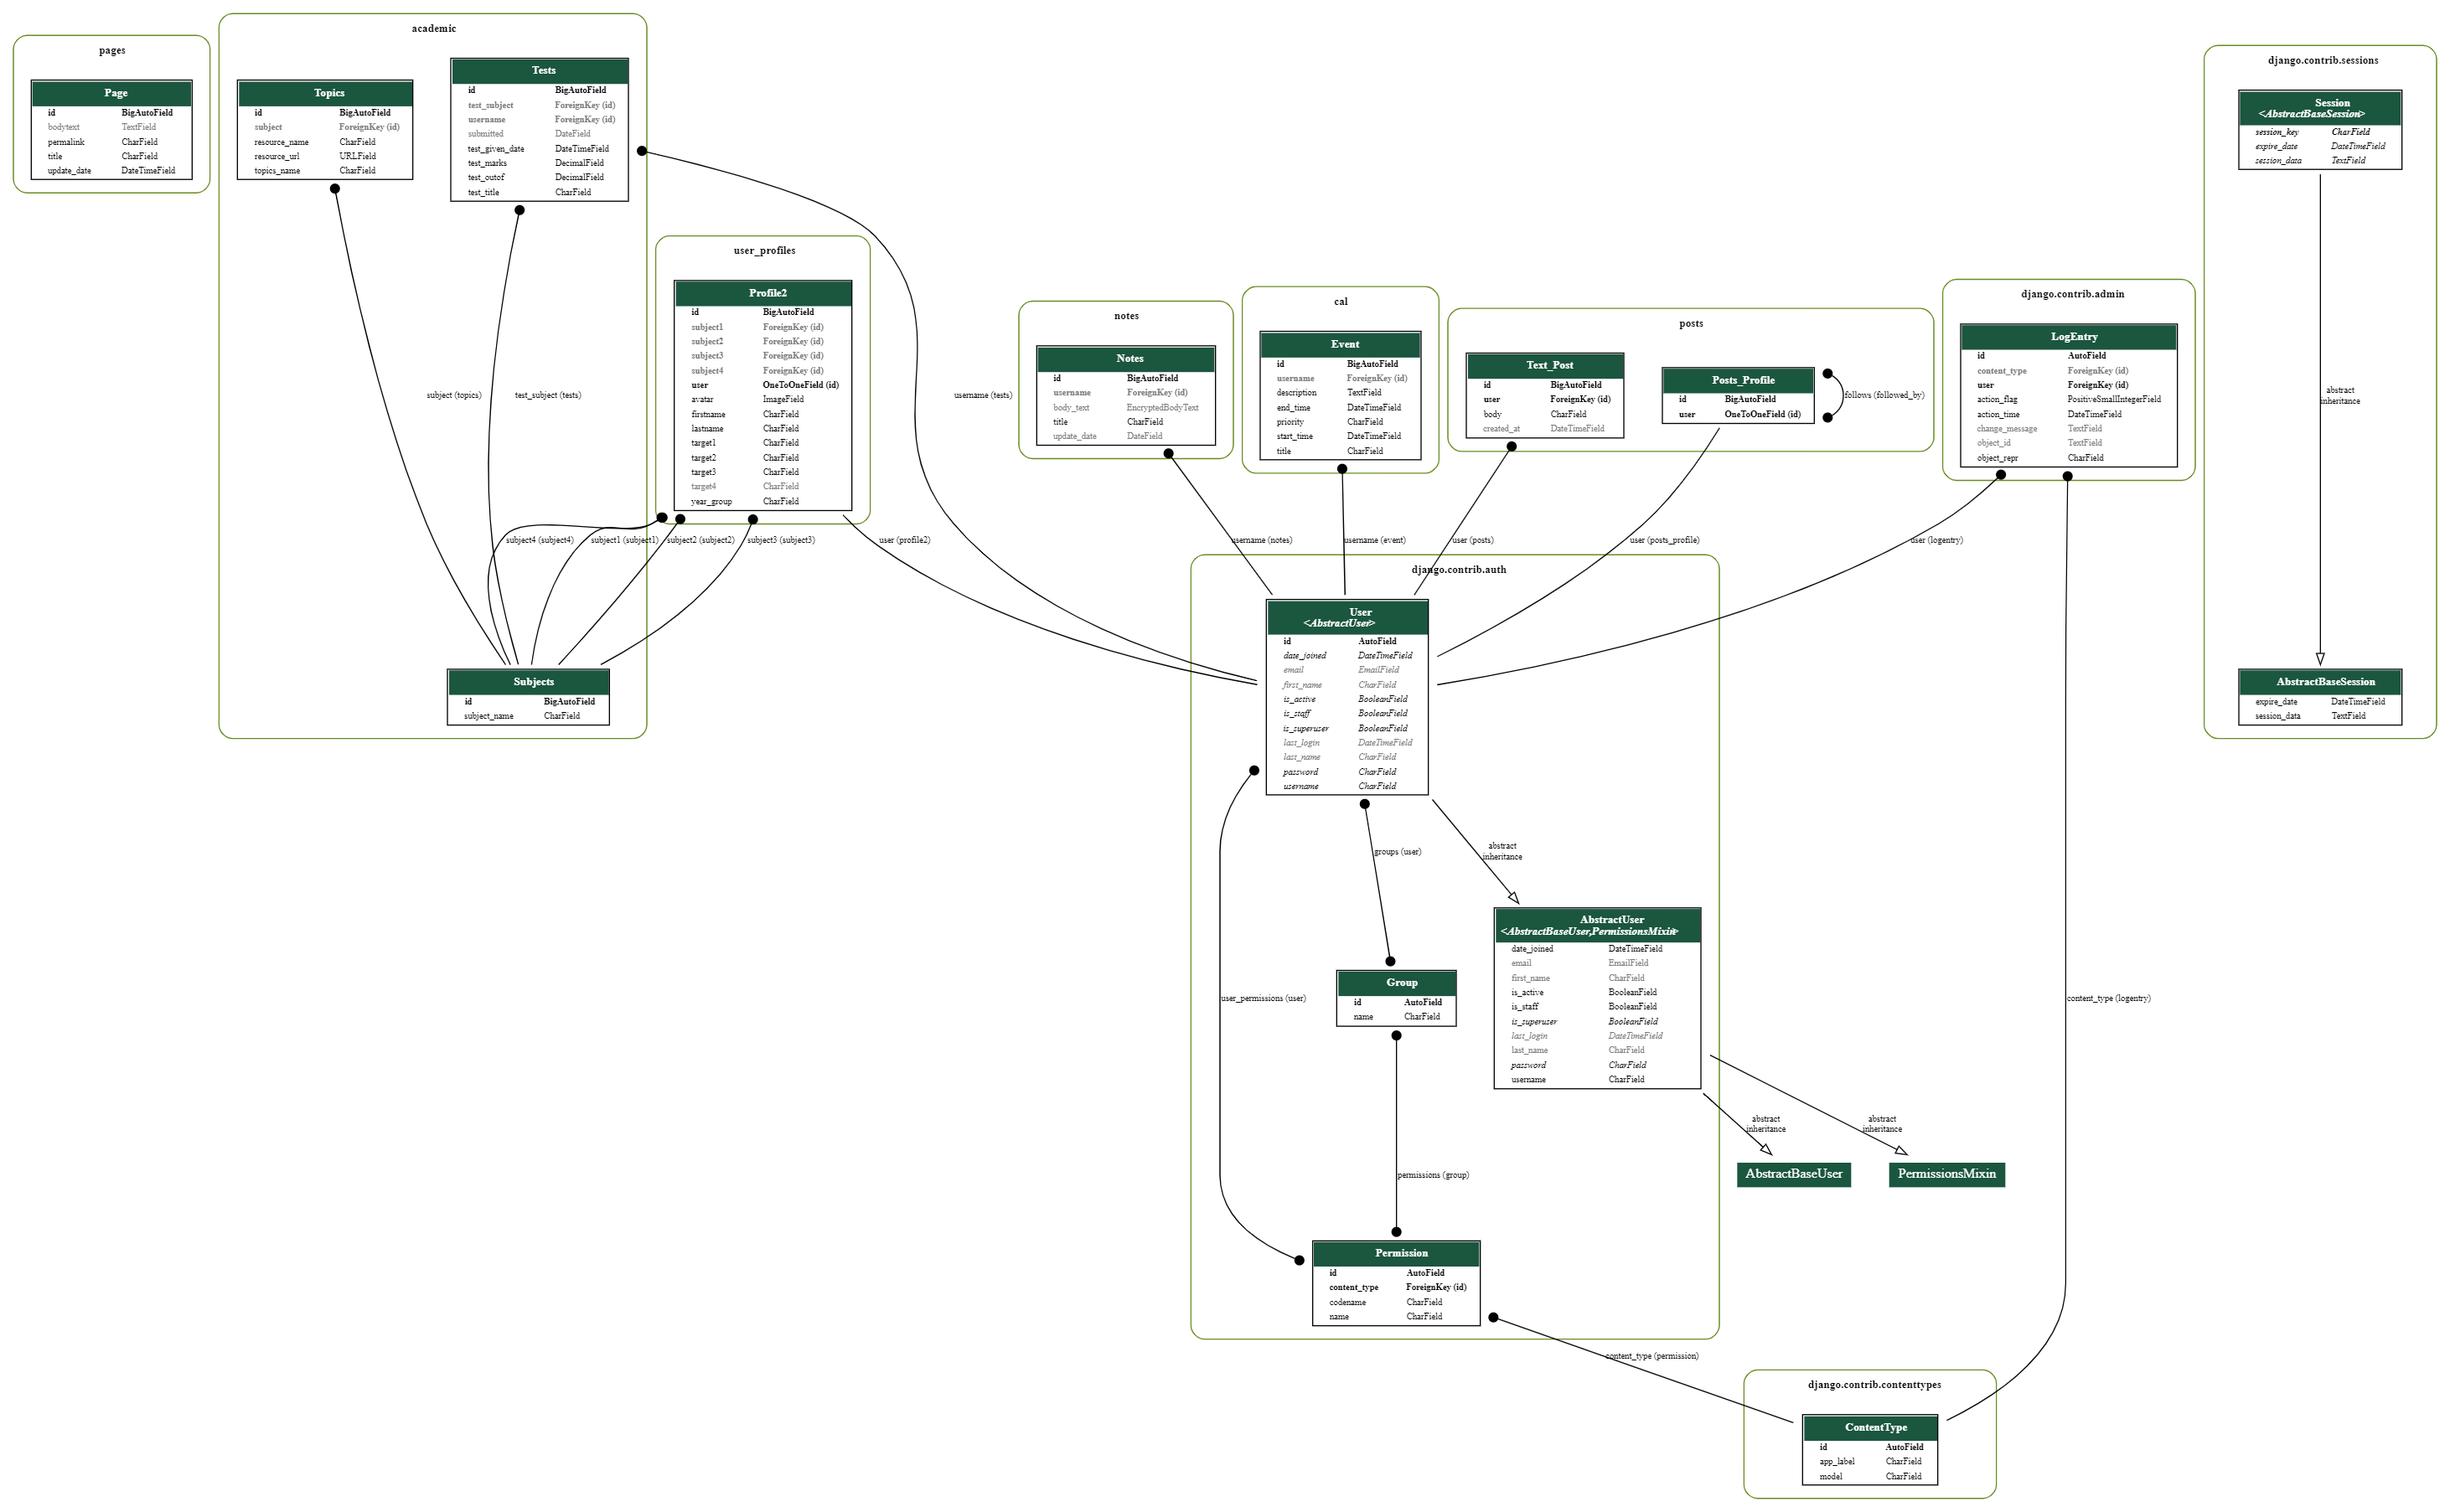 pages
Page
id BigAutoField
bodytext TextField
permalink CharField
title CharField
update_date DateTimeField
academic
Topics
id BigAutoField
subject ForeignKey (id)
resource_name CharField
resource_url URLField
topics_name CharField
Tests
id BigAutoField
test_subject ForeignKey (id)
username ForeignKey (id)
submitted DateField
test_given_date DateTimeField
test_marks DecimalField
test_outof DecimalField
test_title CharField
subject (topics)
test_subject (tests)
Subjects
id BigAutoField
subject_name CharField
user_profiles
Profile2
id BigAutoField
subject1 ForeignKey (id)
subject2 ForeignKey (id)
subject3 ForeignKey (id)
subject4 ForeignKey (id)
user OneToOneField (id)
avatar ImageField
firstname CharField
lastname CharField
target1 CharField
target2 CharField
target3 CharField
target4 CharField
year_group CharField
subject4 (subject4)
subject1 (subject1)
subject2 (subject2)
subject3 (subject3)
user (profile2)
username (tests)
notes
Notes
id BigAutoField
username ForeignKey (id)
body_text EncryptedBodyText
title CharField
update_date DateField
username (notes)
cal
Event
id BigAutoField
username ForeignKey (id)
description TextField
end_time DateTimeField
priority CharField
start_time DateTimeField
title CharField
username (event)
posts
Text_Post
id BigAutoField
user ForeignKey (id)
body CharField
created_at DateTimeField
Posts_Profile
id BigAutoField
user OneToOneField (id)
follows (followed_by)
user (posts)
user (posts_profile)
django.contrib.admin
LogEntry
id AutoField
content_type ForeignKey (id)
user ForeignKey (id)
action_flag PositiveSmallIntegerField
action_time DateTimeField
change_message TextField
object_id TextField
object_repr CharField
user (logentry)
content_type (logentry)
django.contrib.sessions
Session
<AbstractBaseSession>
session_key CharField
expire_date DateTimeField
session_data TextField
abstract
inheritance
AbstractBaseSession
expire_date DateTimeField
session_data TextField
django.contrib.auth
User
<AbstractUser>
id AutoField
date_joined DateTimeField
email EmailField
first_name CharField
is_active BooleanField
is_staff BooleanField
is_superuser BooleanField
last_login DateTimeField
last_name CharField
password CharField
username CharField
groups (user)
abstract
inheritance
user_permissions (user)
AbstractUser
<AbstractBaseUser,PermissionsMixin>
date_joined DateTimeField
email EmailField
first_name CharField
is_active BooleanField
is_staff BooleanField
is_superuser BooleanField
last_login DateTimeField
last_name CharField
password CharField
username CharField
Group
id AutoField
name CharField
permissions (group)
abstract
inheritance
abstract
inheritance
AbstractBaseUser
PermissionsMixin
Permission
id AutoField
content_type ForeignKey (id)
codename CharField
name CharField
content_type (permission)
django.contrib.contenttypes
ContentType
id AutoField
app_label CharField
model CharField